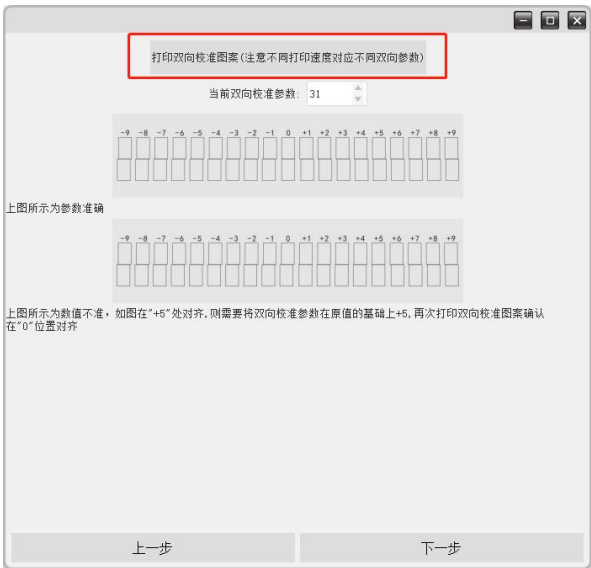 打印双向校准图案(注意不同打印速度对应不同双向参数)
当前双向校准参数: 31
-9 -8 -7 -6 -5 -4 -3 -2 -1 0 +1 +2 +3 +4 +5 +6 +7 +8 +9
上图所示为参数准确
-9 -8 -7 -6 -5 -4 -3 -2 -1 0 +1 +2 +3 +4 +5 +6 +7 +8 +9
上图所示为数值不准，如图在"+5"处对齐,则需要将双向校准参数在原值的基础上+5,再次打印双向校准图案确认
在"0"位置对齐
上一步 下一步